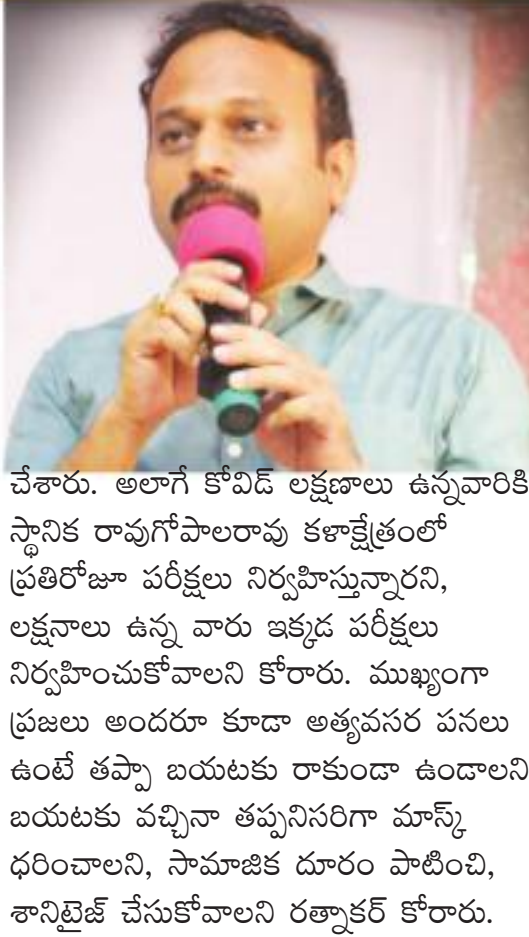 చేశారు. అలాగే కోవిడ్ లక్షణాలు ఉన్నవారికి
స్థానిక రావుగోపాలరావు కళాక్షేత్రంలో
ప్రతిరోజూ పరీక్షలు నిర్వహిస్తున్నారని,
లక్షనాలు ఉన్న వారు ఇక్కడ పరీక్షలు
నిర్వహించుకోవాలని కోరారు. ముఖ్యంగా
ప్రజలు అందరూ కూడా అత్యవసర పనలు
ఉంటే తప్పా బయటకు రాకుండా ఉండాలని
బయటకు వచ్చినా తప్పనిసరిగా మాస్క్
ధరించాలని, సామాజిక దూరం పాటించి,
శానిటైజ్ చేసుకోవాలని రత్నాకర్ కోరారు.